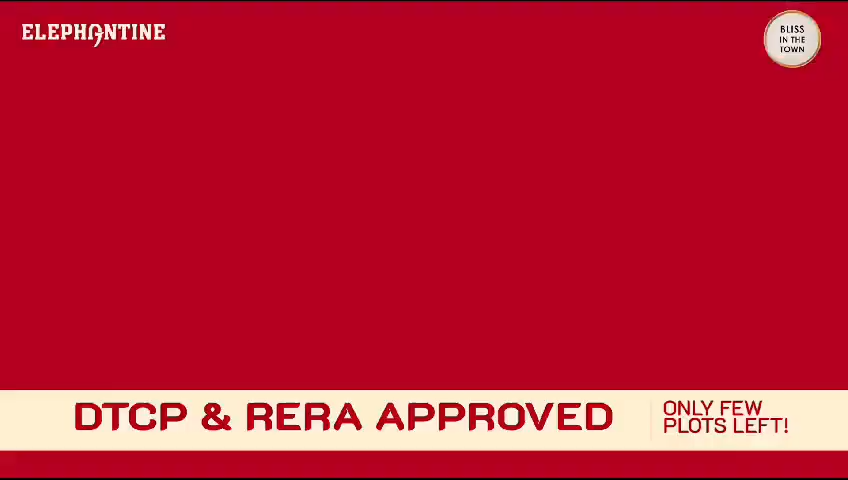 ELEPHANTINE
BLISS
IN THE
TOWN
DTCP & RERA APPROVED
ONLY FEW
PLOTS LEFT!